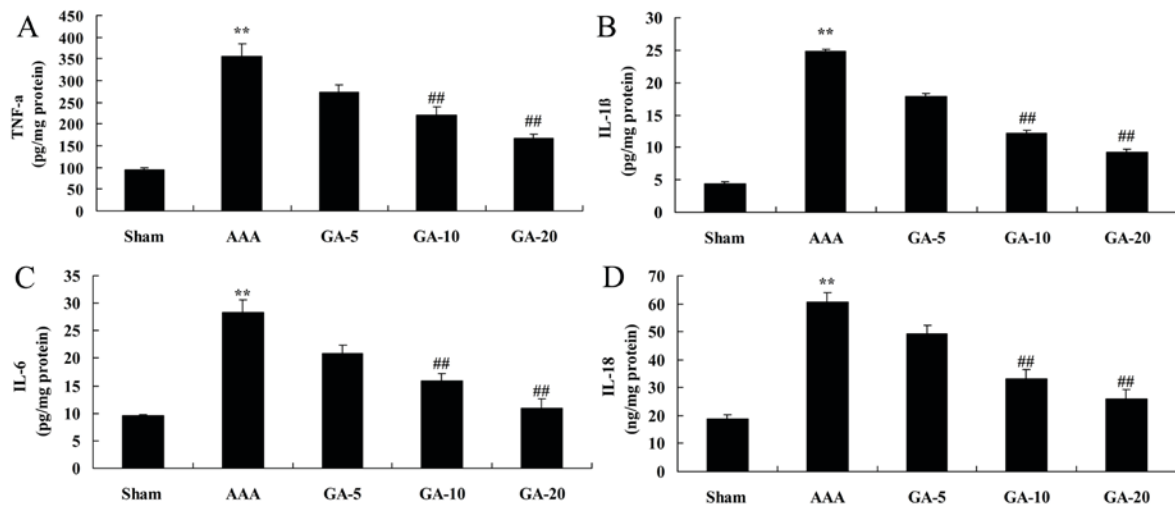 A
TNF-a
(pg/mg protein)
450
400
350
300
250
200
150
100
50
0
**
##
##
Sham AAA GA-5 GA-10 GA-20
B
IL-1ß
(pg/mg protein)
30
25
20
15
10
5
0
**
##
##
Sham AAA GA-5 GA-10 GA-20
C
IL-6
(pg/mg protein)
35
30
25
20
15
10
5
0
**
##
##
Sham AAA GA-5 GA-10 GA-20
D
IL-18
(ng/mg protein)
70
60
50
40
30
20
10
0
**
##
##
Sham AAA GA-5 GA-10 GA-20